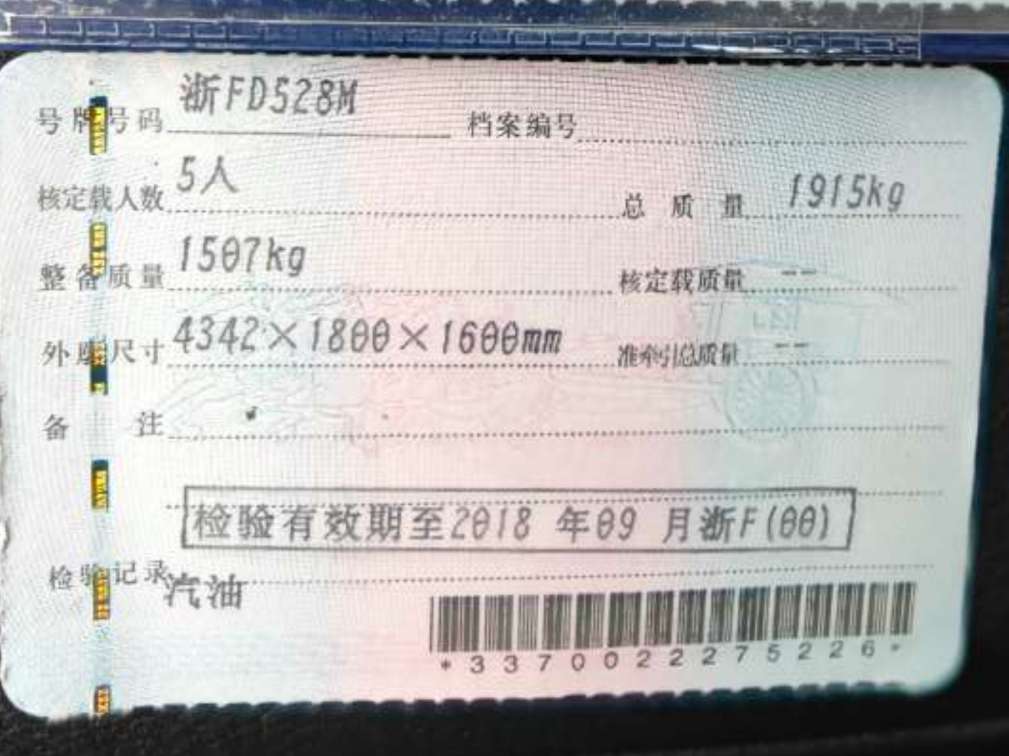 号牌号码 浙FD528M 档案编号
核定载人数 5人 总质量 1915kg
整备质量 1507kg 核定载质量 --
外廓尺寸 4342×1800×1600mm 准牵引总质量 --
备注
检验有效期至2018 年09 月浙F(00)
检验记录
汽油
*3370022275226*